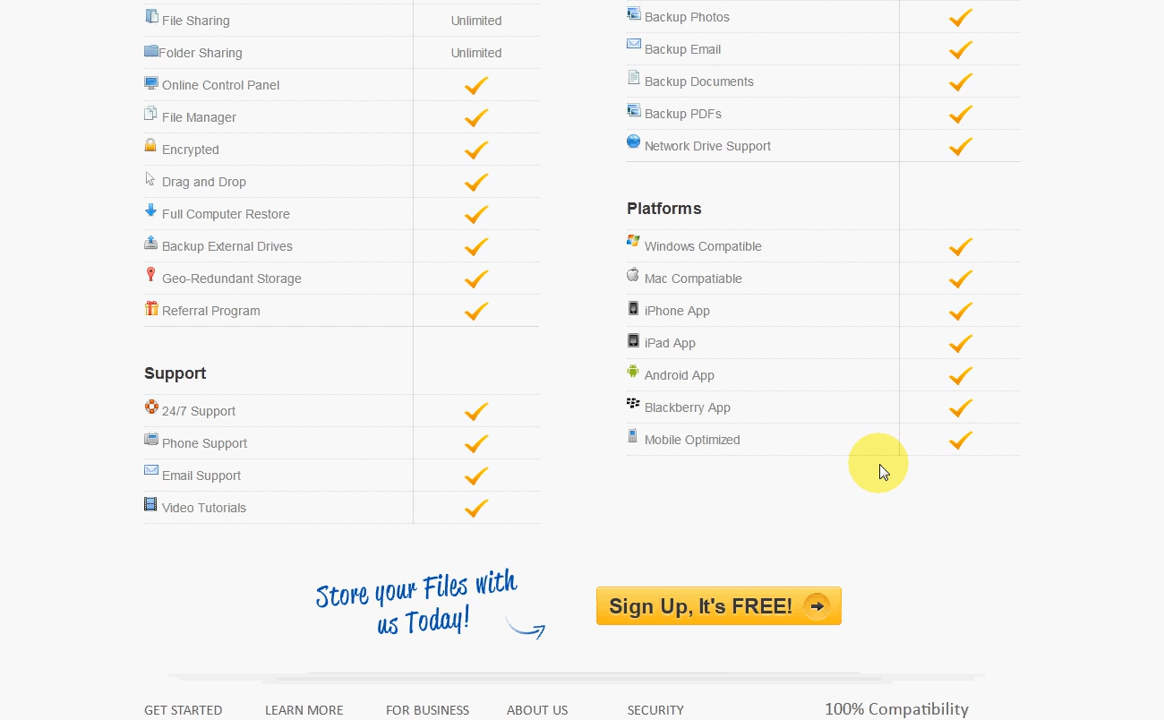 File Sharing Unlimited
Folder Sharing Unlimited
Online Control Panel
File Manager
Encrypted
Drag and Drop
Full Computer Restore
Backup External Drives
Geo-Redundant Storage
Referral Program
Support
24/7 Support
Phone Support
Email Support
Video Tutorials
Backup Photos
Backup Email
Backup Documents
Backup PDFs
Network Drive Support
Platforms
Windows Compatible
Mac Compatiable
iPhone App
iPad App
Android App
Blackberry App
Mobile Optimized
Store your Files with
us Today!
Sign Up, It's FREE!
GET STARTED LEARN MORE FOR BUSINESS ABOUT US SECURITY 100% Compatibility